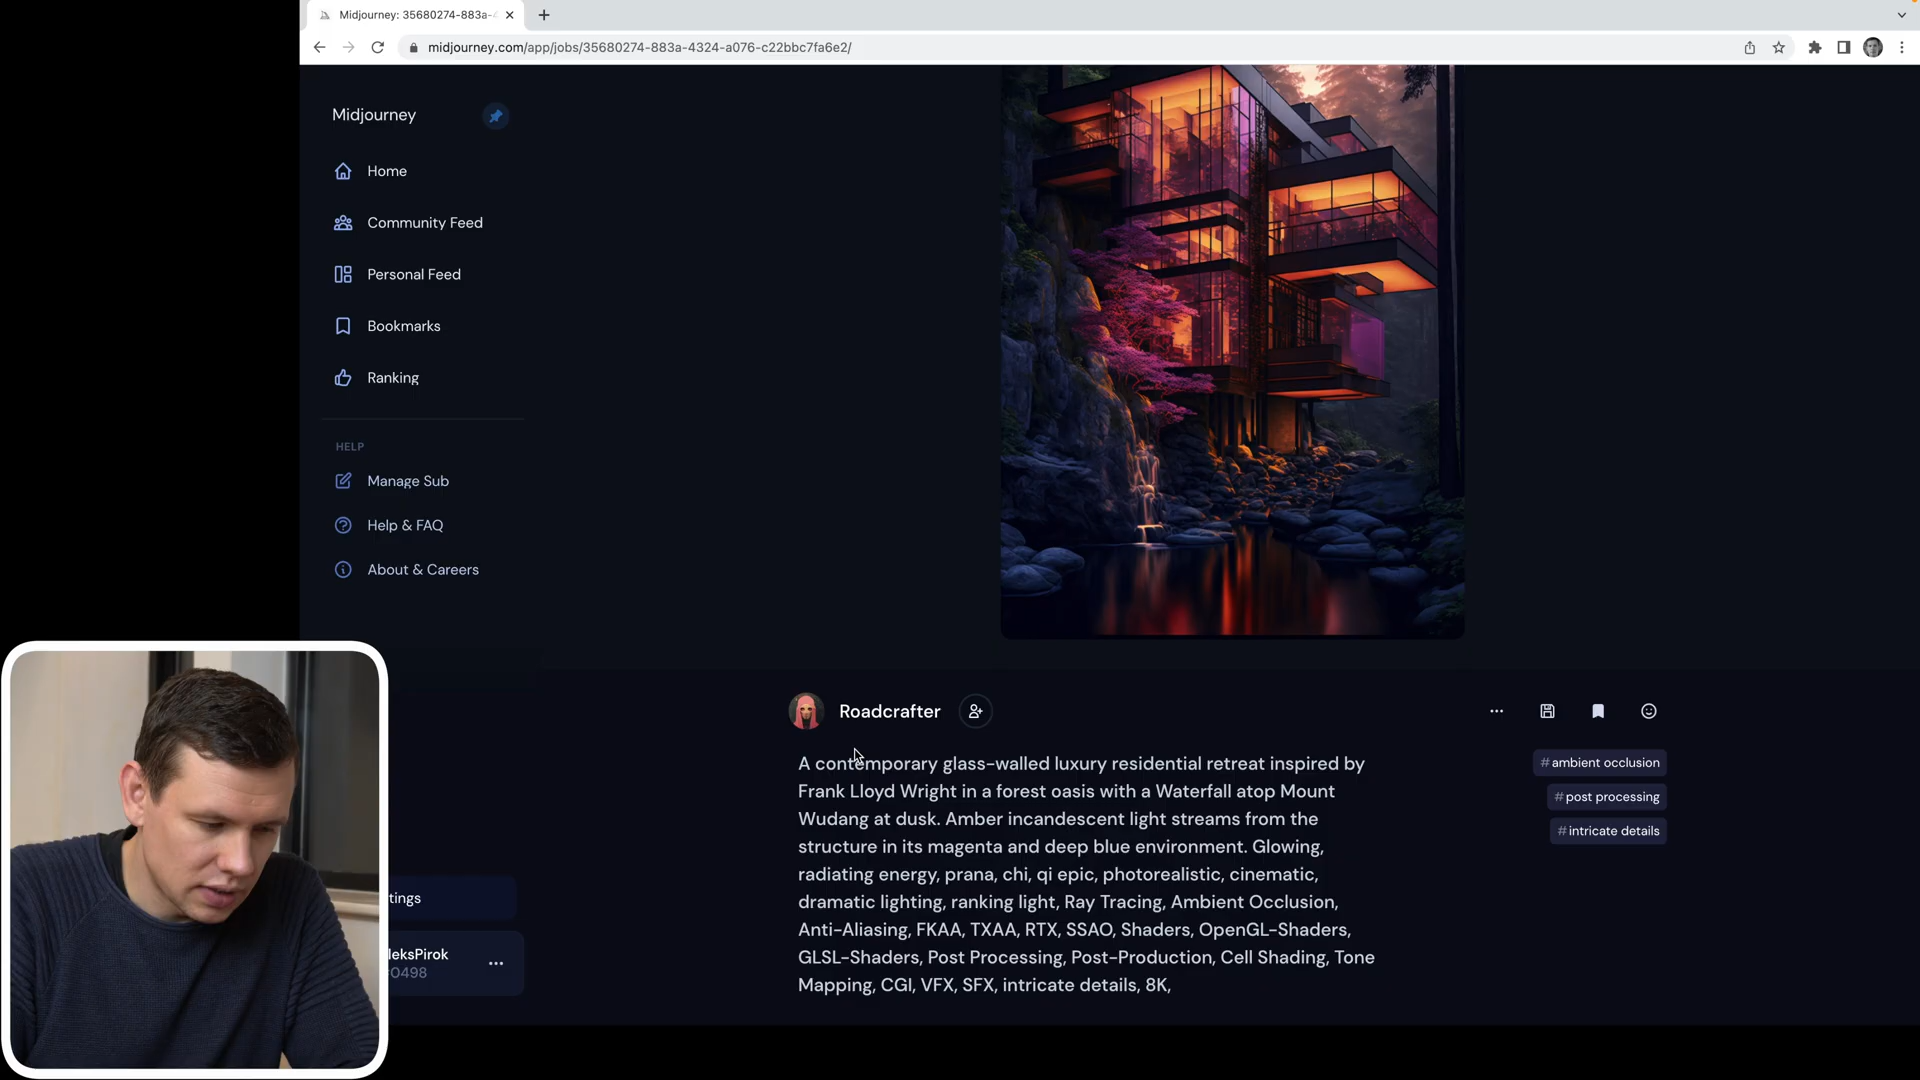 Midjourney: 35680274-883a-4
midjourney.com/app/jobs/35680274-883a-4324-a076-c22bbc7fa6e2/
Midjourney
Home
Community Feed
Personal Feed
Bookmarks
Ranking
HELP
Manage Sub
Help & FAQ
About & Careers
tings
leksPirok
0498
Roadcrafter
A contemporary glass-walled luxury residential retreat inspired by
Frank Lloyd Wright in a forest oasis with a Waterfall atop Mount
Wudang at dusk. Amber incandescent light streams from the
structure in its magenta and deep blue environment. Glowing,
radiating energy, prana, chi, qi epic, photorealistic, cinematic,
dramatic lighting, ranking light, Ray Tracing, Ambient Occlusion,
Anti-Aliasing, FKAA, TXAA, RTX, SSAO, Shaders, OpenGL-Shaders,
GLSL-Shaders, Post Processing, Post-Production, Cell Shading, Tone
Mapping, CGI, VFX, SFX, intricate details, 8K,
#ambient occlusion
#post processing
#intricate details